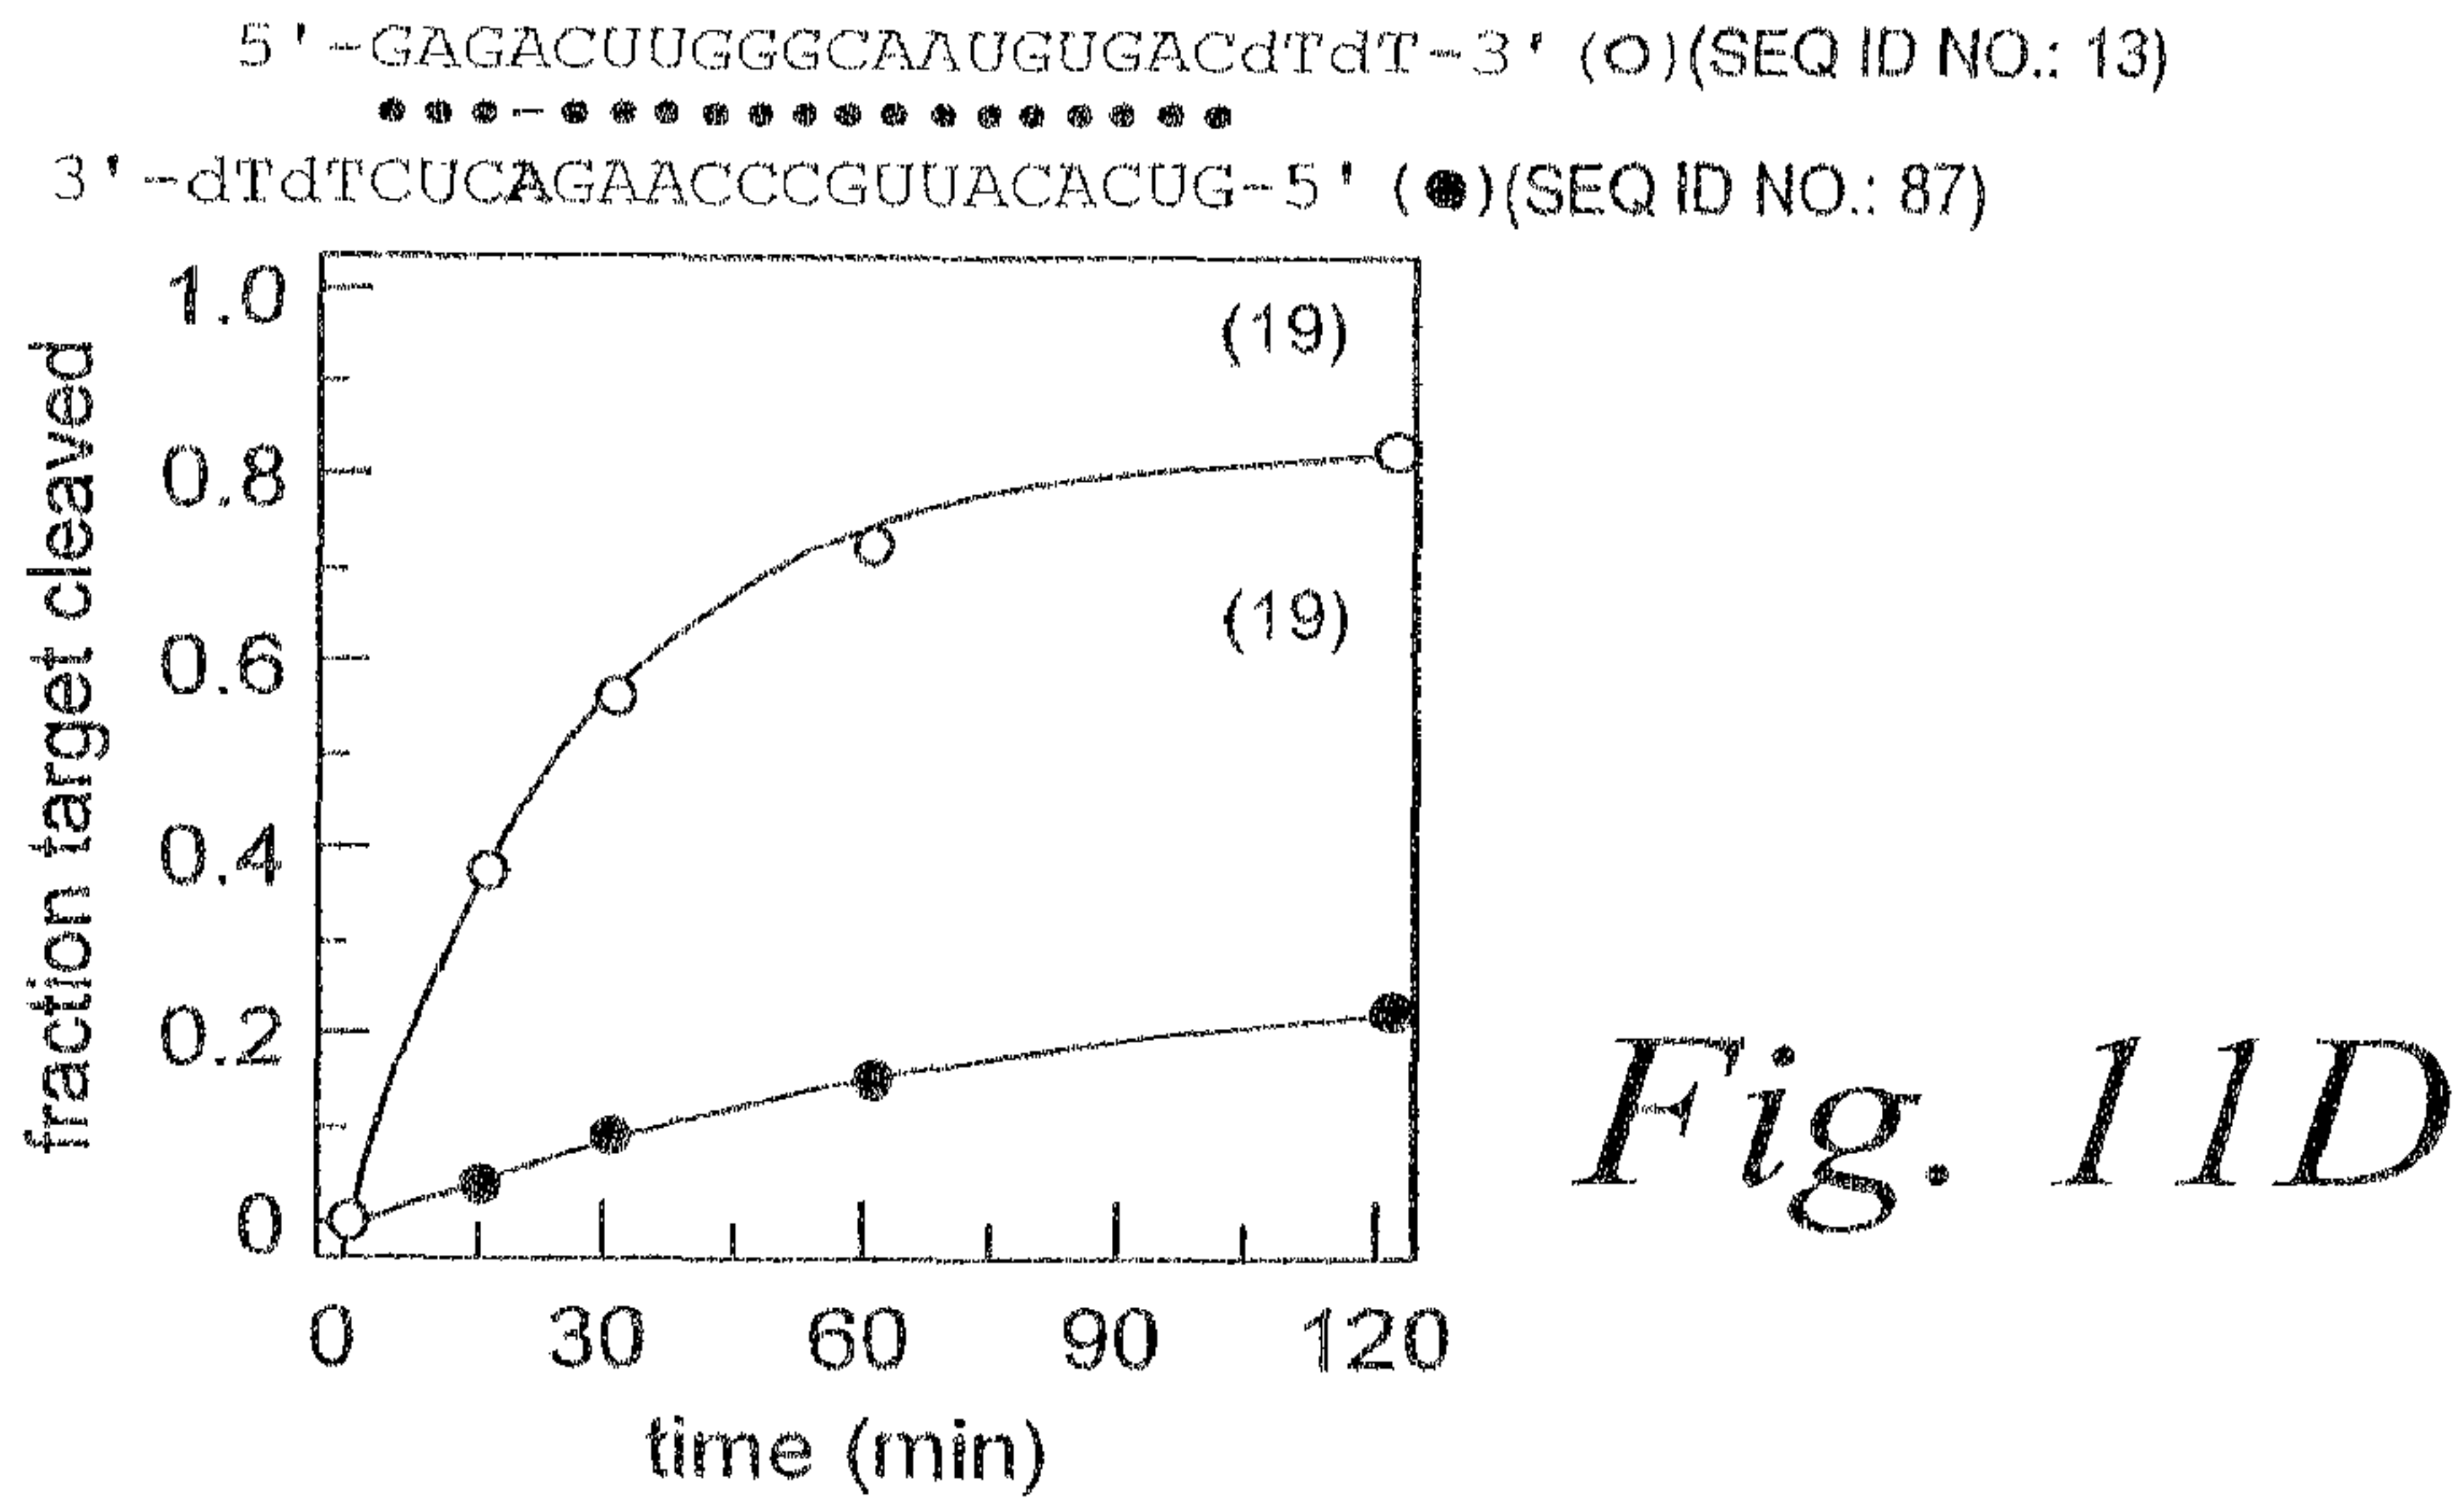 5'-GAGACUUGGGCAAUGUGACdTdT-3' (○)(SEQ ID NO.: 13)
3'-dTdTCUCAGAACCCGUUACACUG-5' (●)(SEQ ID NO.: 87)
1.0
0.8
0.6
0.4
0.2
0
fraction target cleaved
(19)
(19)
0 30 60 90 120
time (min)
Fig. 11D